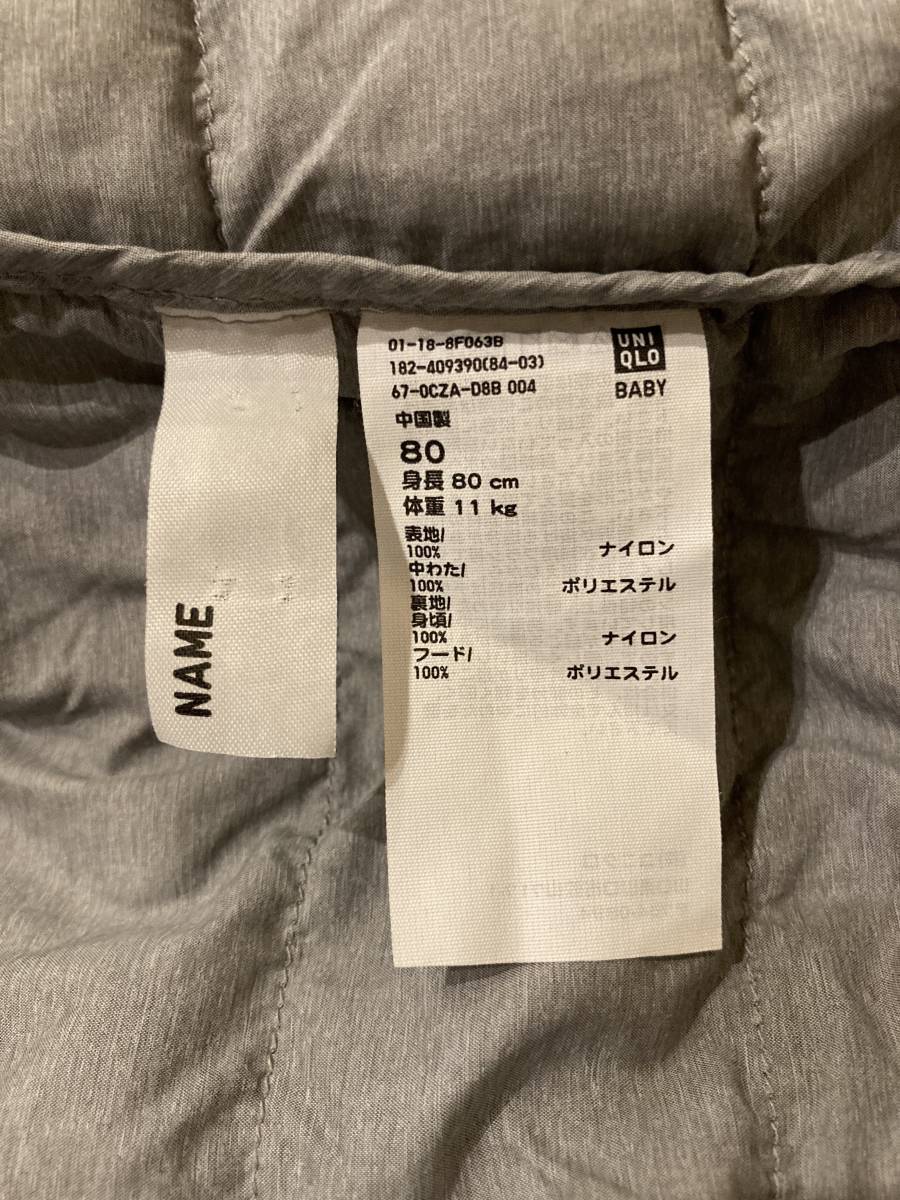 NAME
01-18-8F063B
182-409390(84-03)
67-0CZA-D8B 004
UNI
QLO
BABY
中国製
80
身長 80 cm
体重 11 kg
表地/
100% ナイロン
中わた/
100% ポリエステル
裏地/
身頃/
100% ナイロン
フード/
100% ポリエステル